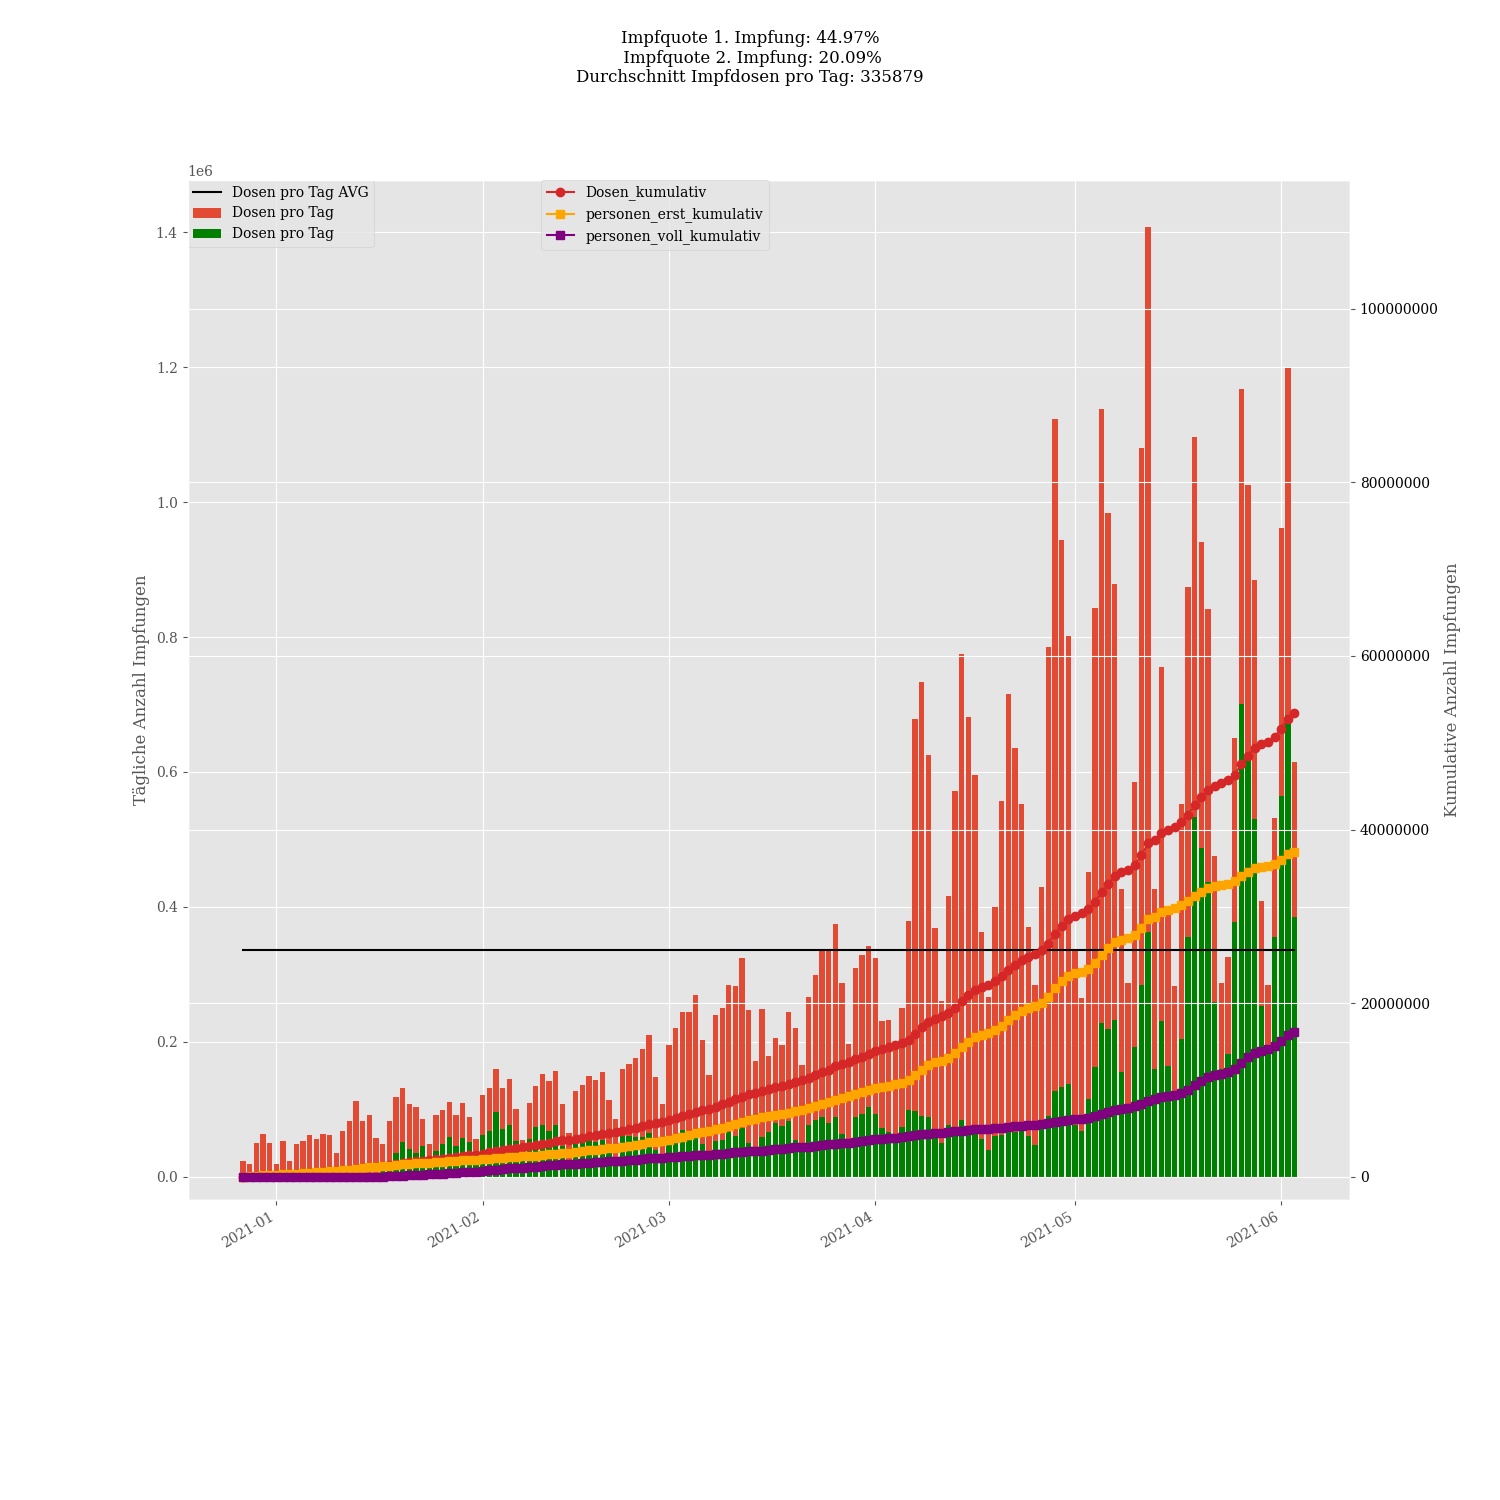 Impfquote 1. Impfung: 44.97%
Impfquote 2. Impfung: 20.09%
Durchschnitt Impfdosen pro Tag: 335879
1e6
Dosen pro Tag AVG
Dosen pro Tag
Dosen pro Tag
Dosen_kumulativ
personen_erst_kumulativ
personen_voll_kumulativ
1.4
1.2
1.0
0.8
0.6
0.4
0.2
0.0
Tägliche Anzahl Impfungen
100000000
80000000
60000000
40000000
20000000
0
Kumulative Anzahl Impfungen
2021-01
2021-02
2021-03
2021-04
2021-05
2021-06